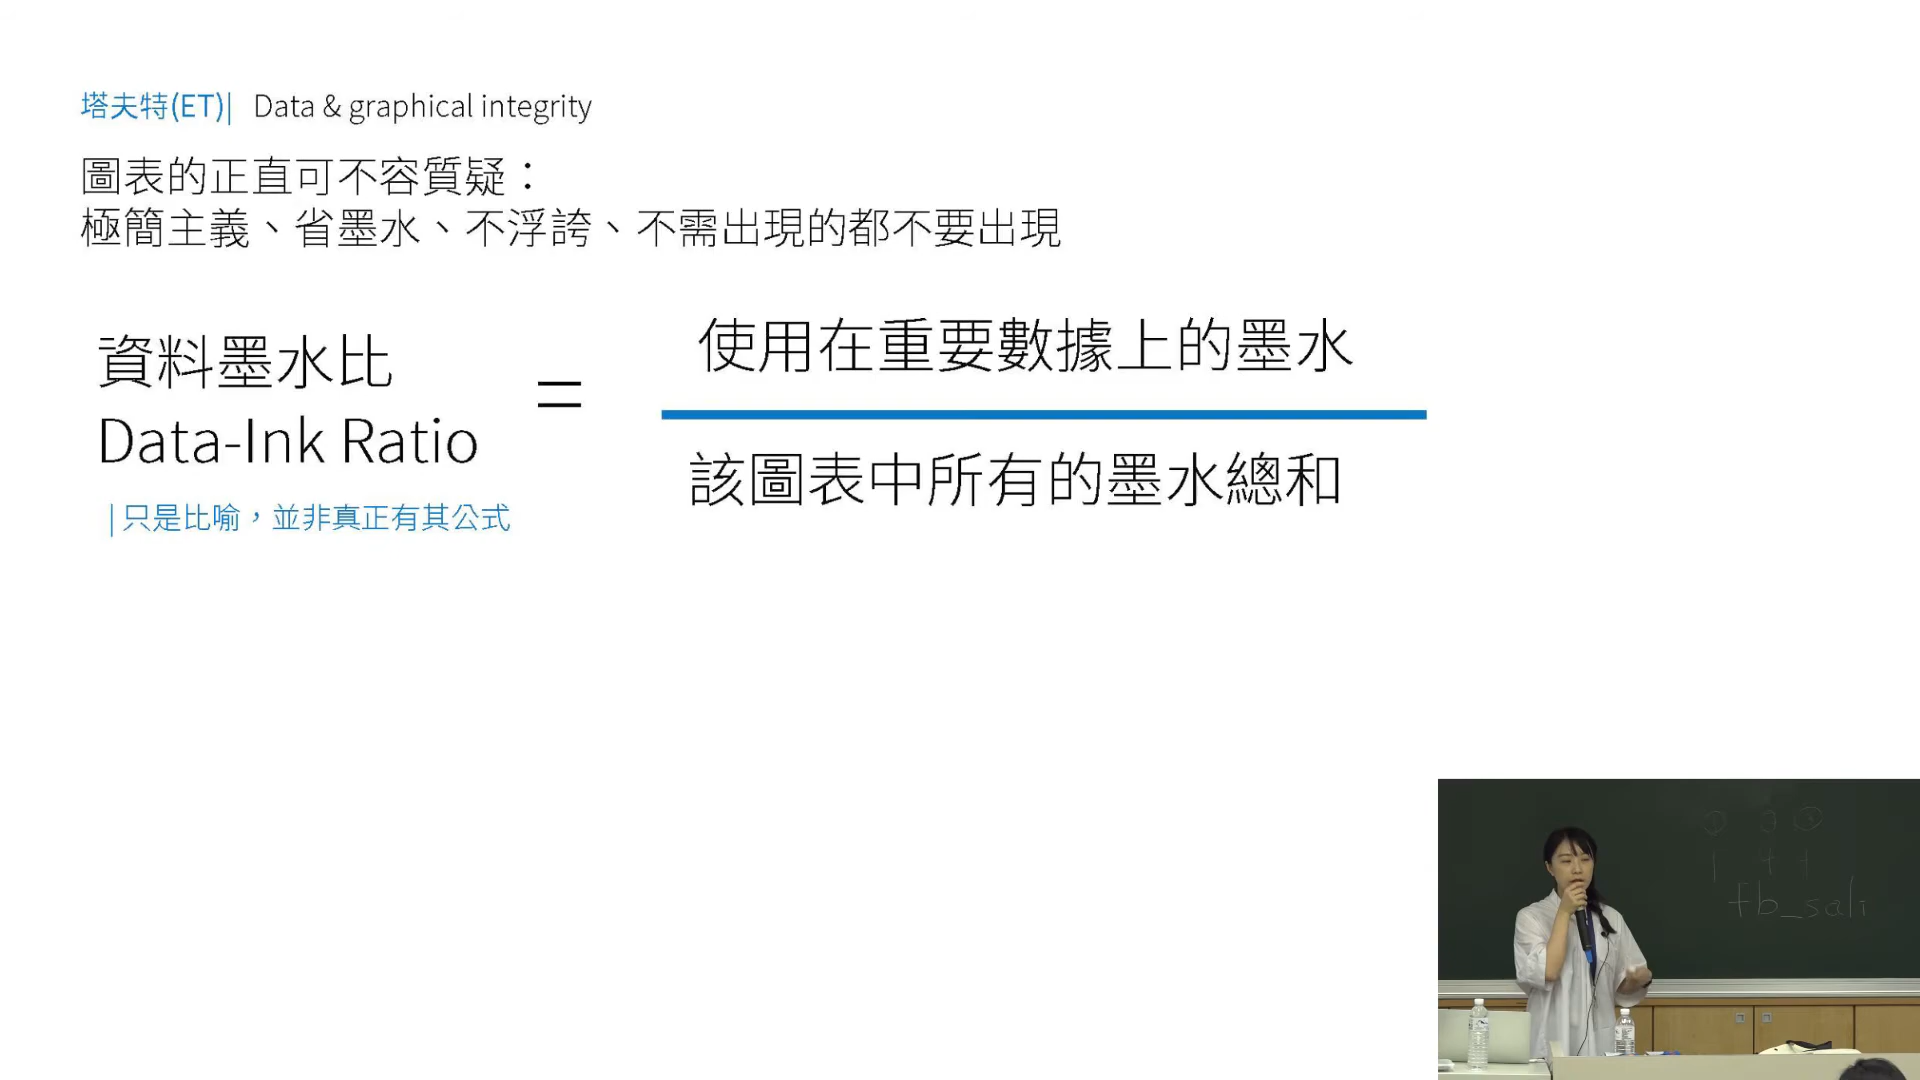 塔夫特(ET)| Data & graphical integrity
圖表的正直可不容質疑：
極簡主義、省墨水、不浮誇、不需出現的都不要出現
資料墨水比
Data-Ink Ratio
=
使用在重要數據上的墨水
該圖表中所有的墨水總和
|只是比喻，並非真正有其公式
fb_sali